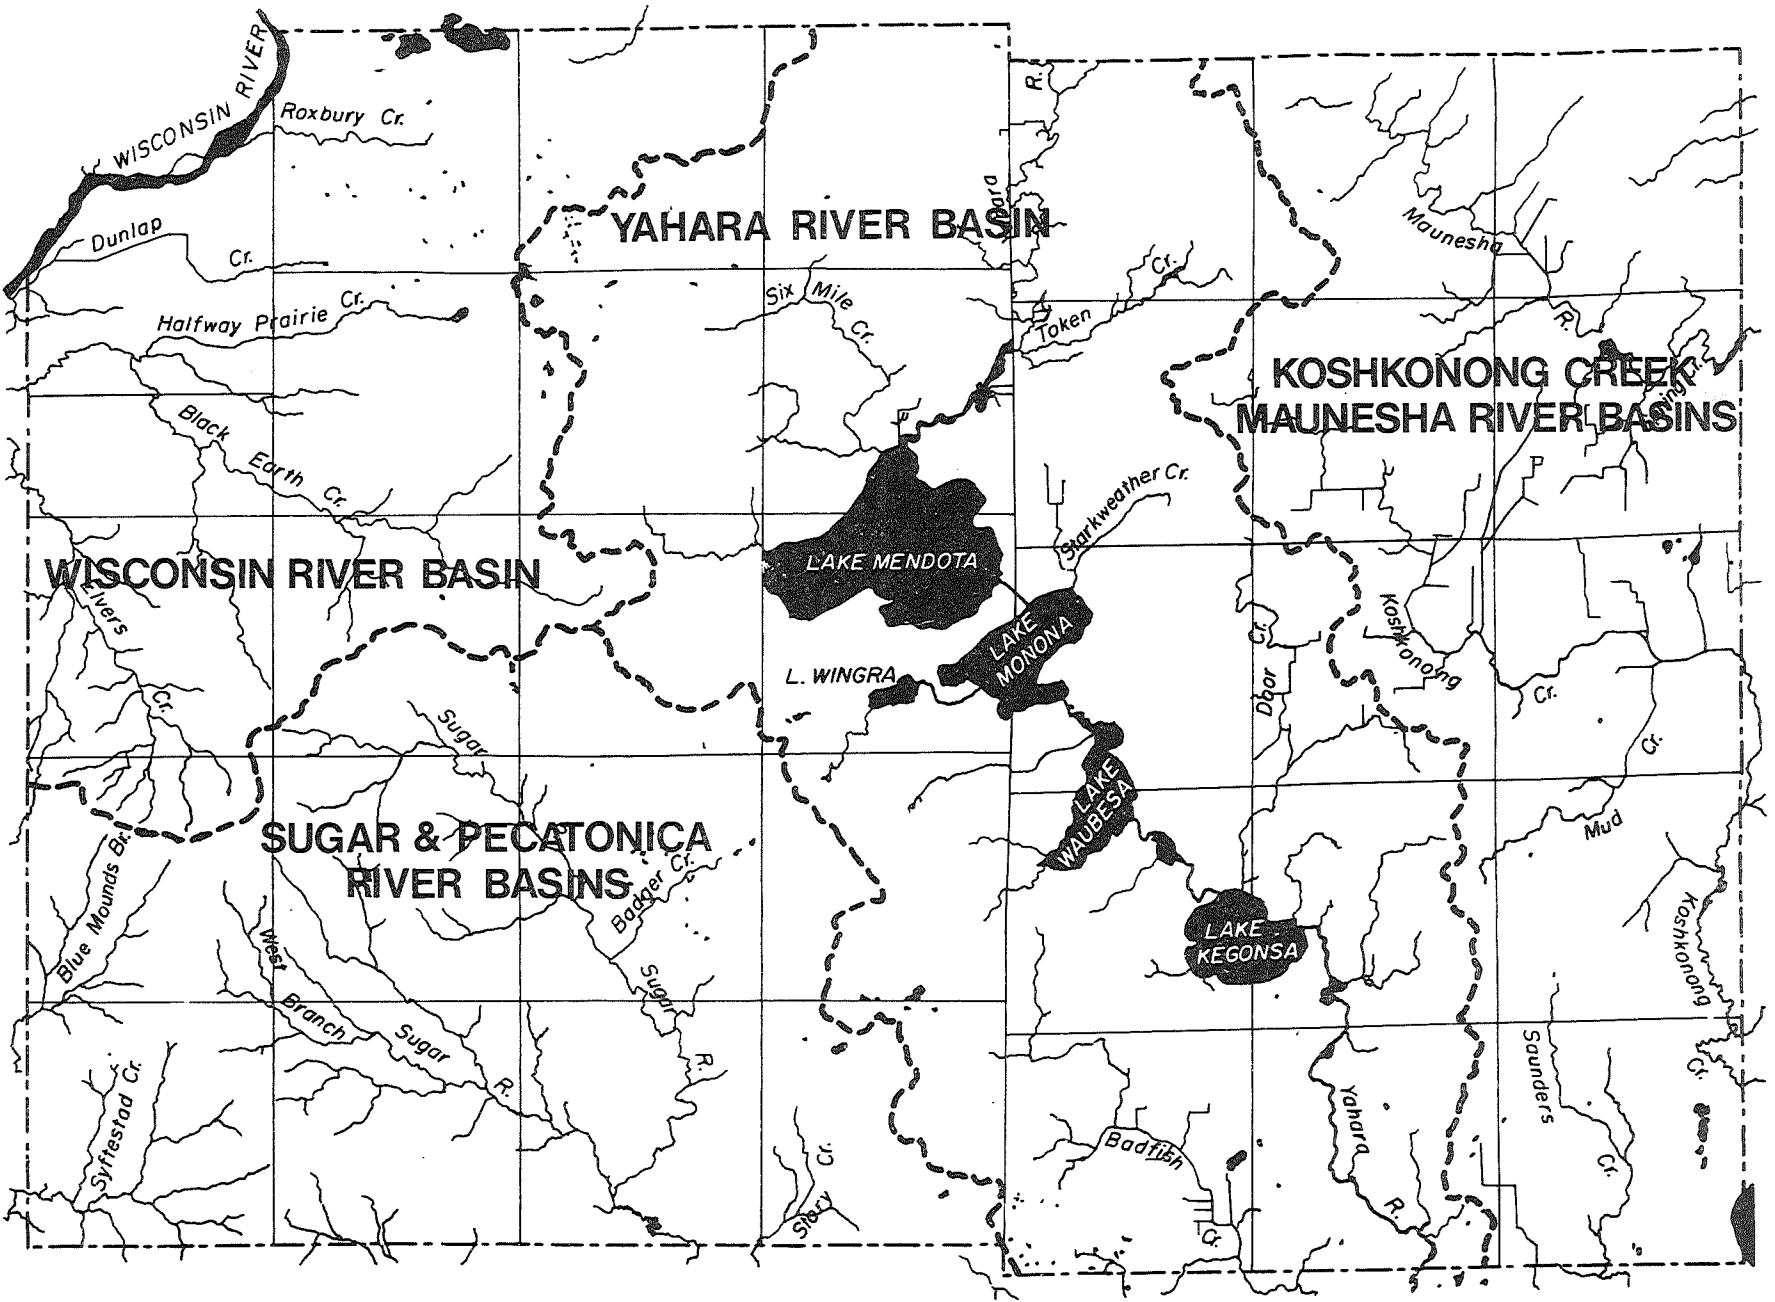 WISCONSIN RIVER
Roxbury Cr.
Dunlap Cr.
Halfway Prairie Cr.
Black Earth Cr.
WISCONSIN RIVER BASIN
Elvers Cr.
YAHARA RIVER BASIN
R.
Six Mile Cr.
Token Cr.
Maunesha R.
KOSHKONONG CREEK
MAUNESHA RIVER BASINS
Starkweather Cr.
LAKE MENDOTA
LAKE
MONONA
L. WINGRA
Door Cr.
Koshkonong Cr.
Sugar
SUGAR & PECATONICA
RIVER BASINS
Badger Cr.
LAKE
WAUBESA
Mud Cr.
Blue Mounds Br.
West Branch Sugar R.
Sugar R.
LAKE
KEGONSA
Koshkonong Cr.
Syftestad Cr.
Story Cr.
Badfish Cr.
Yahara R.
Saunders Cr.